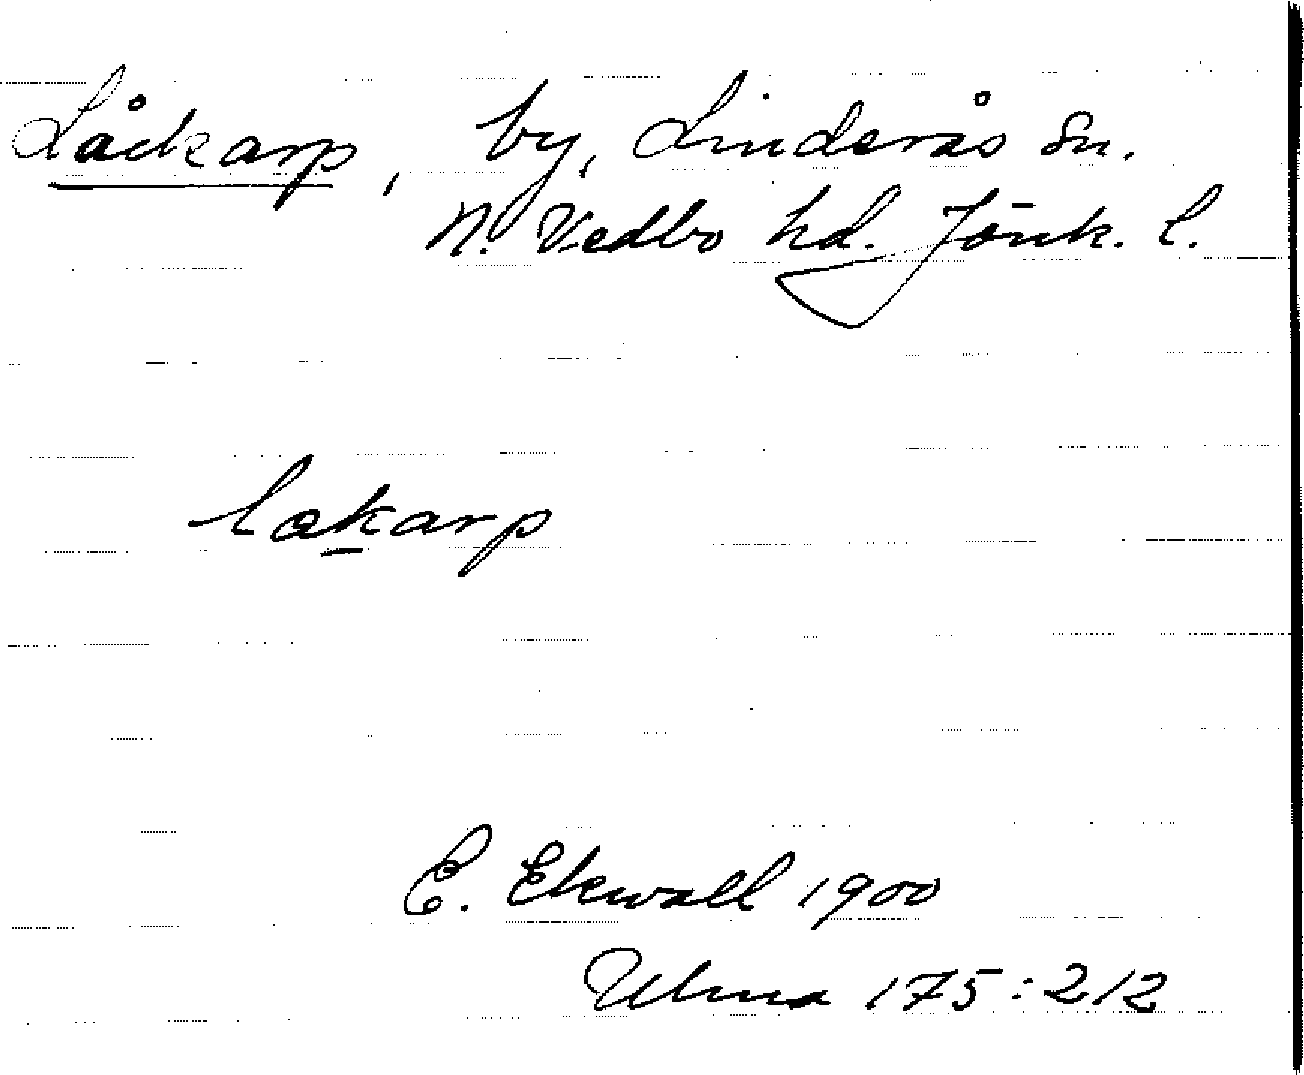 Låckarp, by, Linderås Sn.
N. Vedbo hd. Jönk. l.
lakarp
E. Ekwall 1900
Ulma 175:212